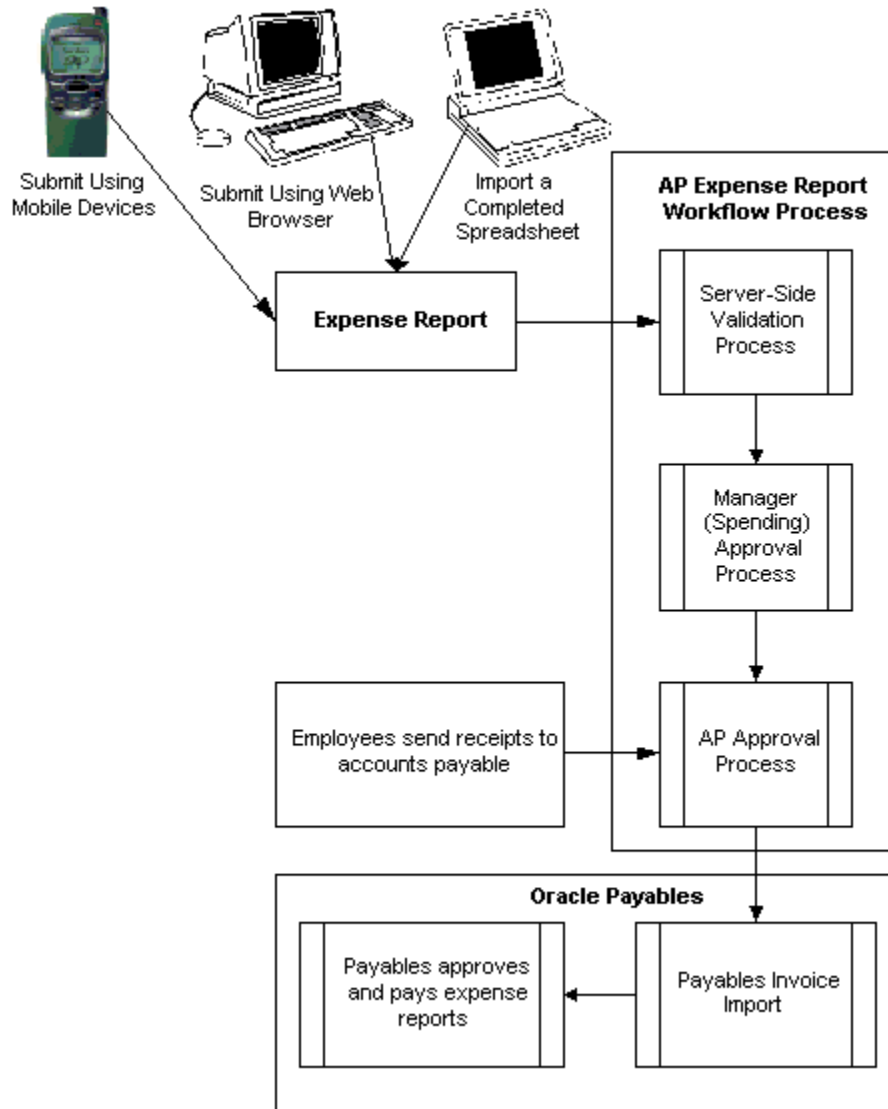 Submit Using
Mobile Devices
Submit Using Web
Browser
Import a
Completed
Spreadsheet
AP Expense Report
Workflow Process
Expense Report
Server-Side
Validation
Process
Manager
(Spending)
Approval
Process
Employees send receipts to
accounts payable
AP Approval
Process
Oracle Payables
Payables approves
and pays expense
reports
Payables Invoice
Import